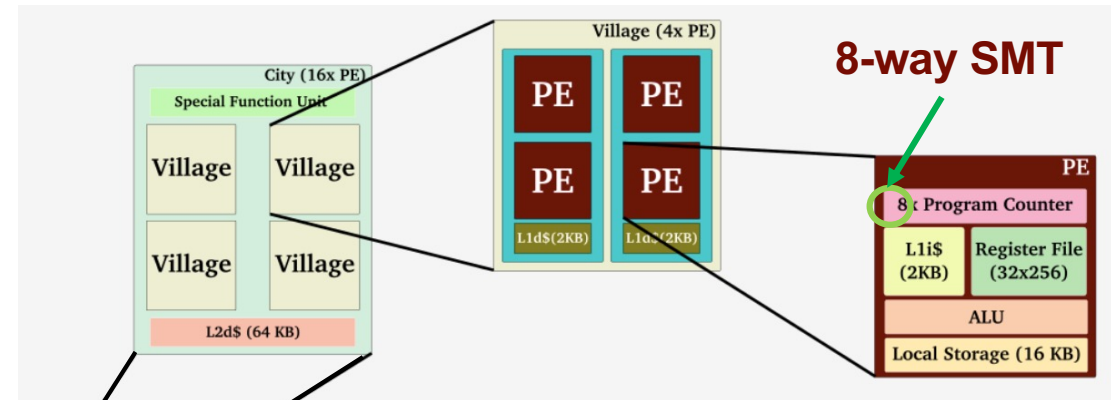 City (16x PE)
Special Function Unit
Village
Village
Village
Village
L2d$ (64 KB)
Village (4x PE)
PE
PE
PE
PE
L1d$(2KB)
L1d$(2KB)
8-way SMT
PE
8x Program Counter
L1i$
(2KB)
Register File
(32x256)
ALU
Local Storage (16 KB)